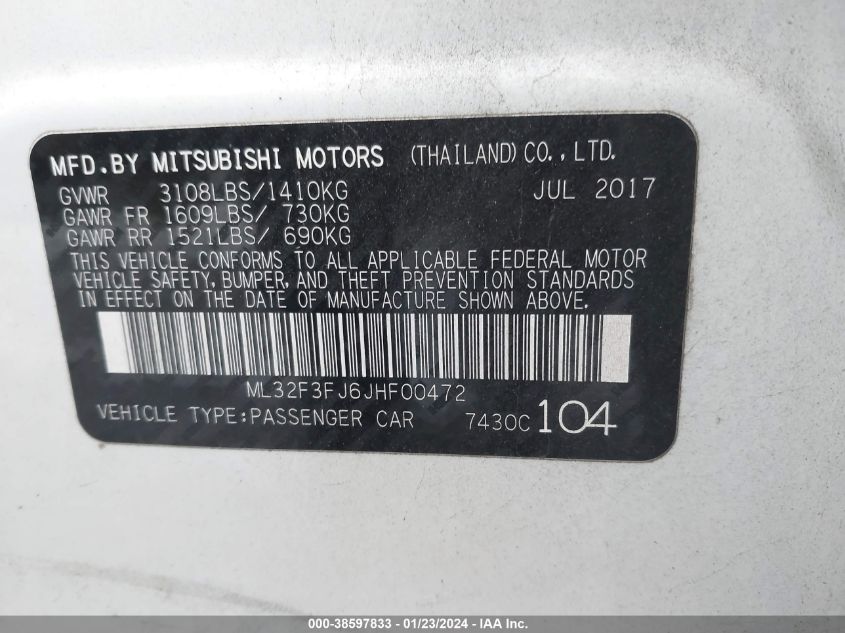 MFD.BY MITSUBISHI MOTORS (THAILAND) CO., LTD.
GVWR 3108LBS/1410KG JUL 2017
GAWR FR 1609LBS/ 730KG
GAWR RR 1521LBS/ 690KG
THIS VEHICLE CONFORMS TO ALL APPLICABLE FEDERAL MOTOR
VEHICLE SAFETY, BUMPER, AND THEFT PREVENTION STANDARDS
IN EFFECT ON THE DATE OF MANUFACTURE SHOWN ABOVE.
ML32F3FJ6JHF00472
VEHICLE TYPE:PASSENGER CAR 7430C 104
000-38597833 - 01/23/2024 - IAA Inc.